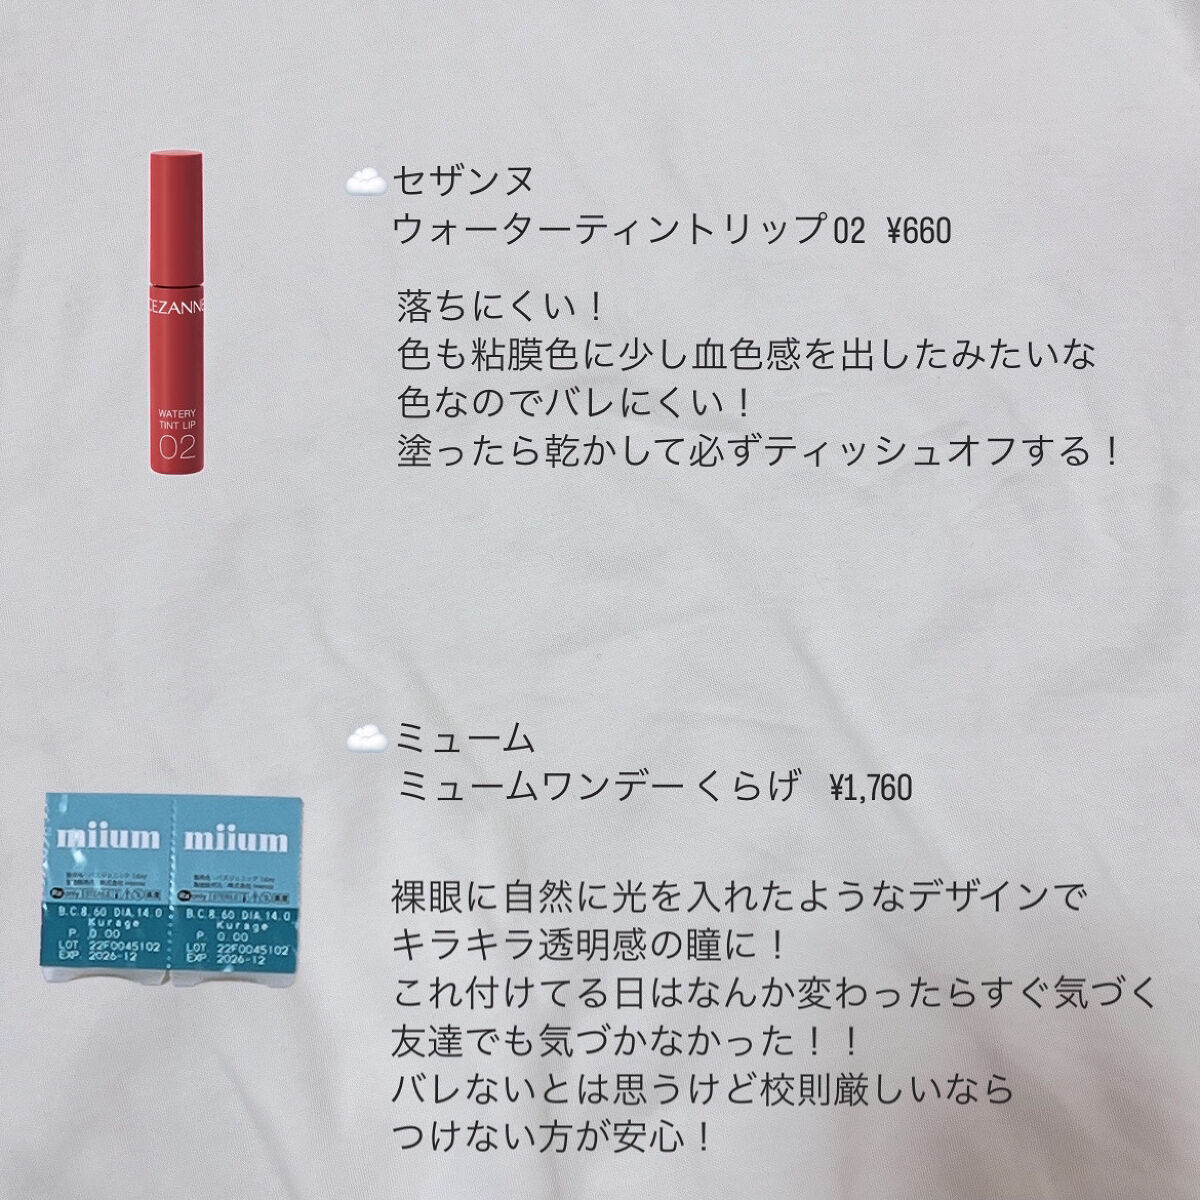 セザンヌ
ウォーターティントリップ02 ¥660
落ちにくい！
色も粘膜色に少し血色感を出したみたいな
色なのでバレにくい！
塗ったら乾かして必ずティッシュオフする！
CEZANNE
WATERY
TINT LIP
02
ミューム
ミュームワンデー くらげ ¥1,760
裸眼に自然に光を入れたようなデザインで
キラキラ透明感の瞳に！
これ付けてる日はなんか変わったらすぐ気づく
友達でも気づかなかった！！
バレないとは思うけど校則厳しいなら
つけない方が安心！
miium miium
B.C.8.60 DIA.14.0 B.C.8.60 DIA.14.0
Kurage Kurage
P 0.00 P 0.00
LOT 22F0045102 LOT 22F0045102
EXP. 2026-12 EXP. 2026-12